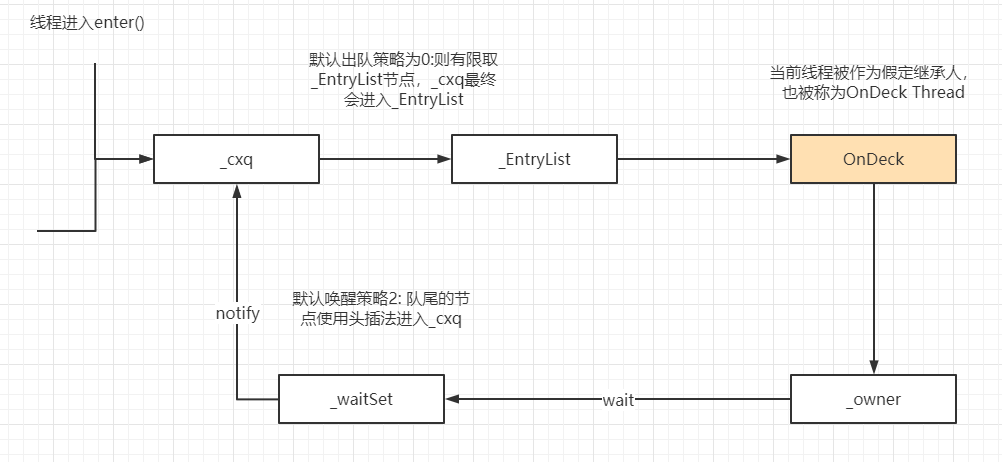 线程进入enter()
默认出队策略为0:则有限取
_EntryList节点，_cxq最终
会进入_EntryList
当前线程被作为假定继承人，
也被称为OnDeck Thread
_cxq
_EntryList
OnDeck
默认唤醒策略2: 队尾的节
点使用头插法进入_cxq
notify
_waitSet
wait
_owner